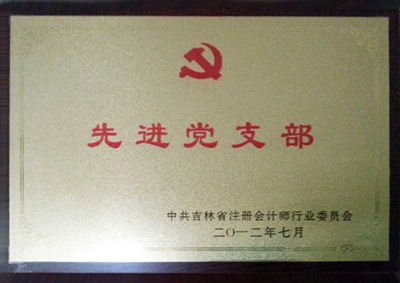 先进党支部
中共吉林省注册会计师行业委员会
二〇一二年七月